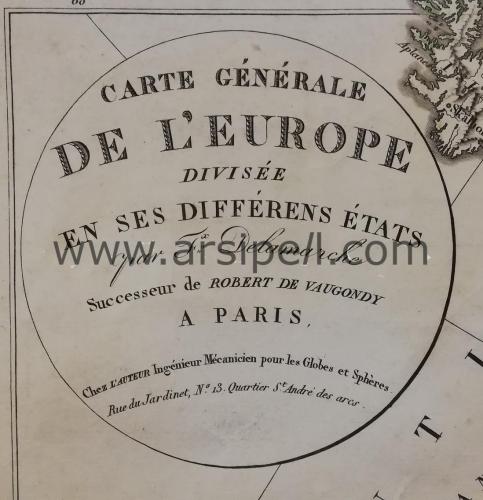 CARTE GÉNÉRALE
DE L'EUROPE
DIVISÉE
EN SES DIFFÉRENS ÉTATS
par Fx. Delamarche
www.arsipell.com
Successeur de ROBERT DE VAUGONDY
A PARIS,
Chez L'AUTEUR Ingénieur Mécanicien pour les Globes et Sphères.
Rue du Jardinet, No. 13. Quartier St. André des arcs.
T I